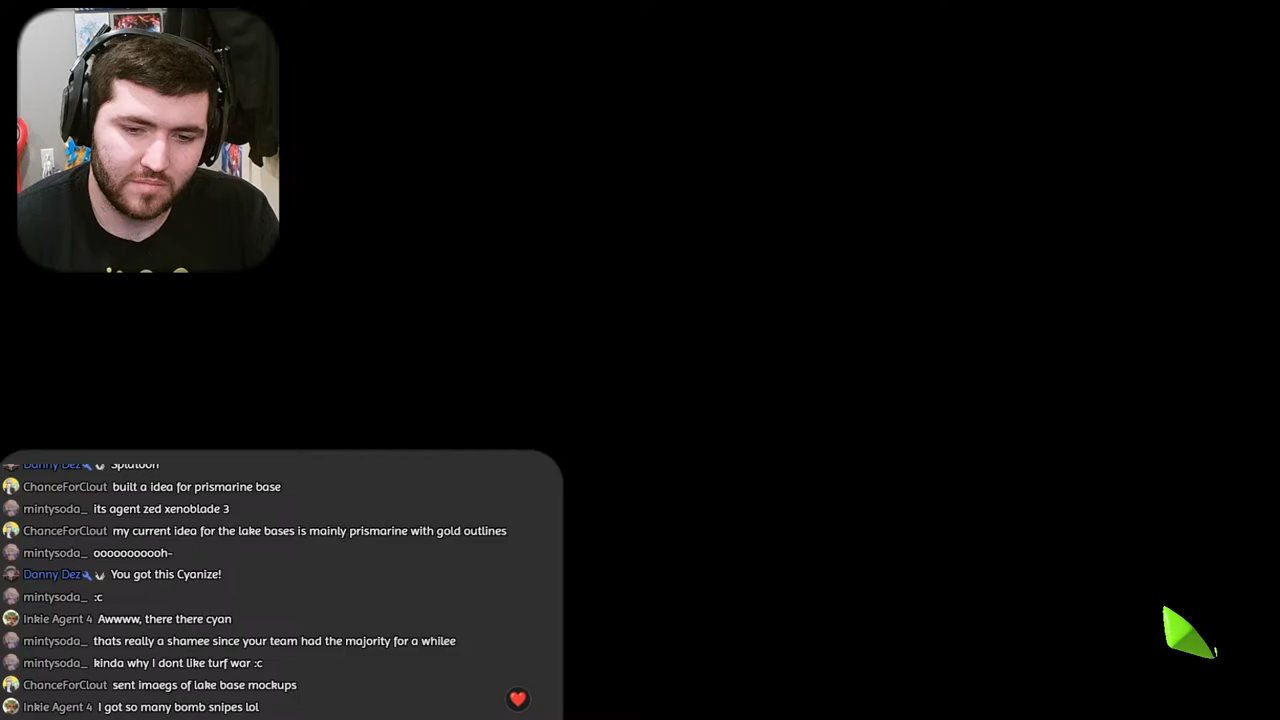 Danny Dez Splatoon
ChanceForClout built a idea for prismarine base
mintysoda_ its agent zed xenoblade 3
ChanceForClout my current idea for the lake bases is mainly prismarine with gold outlines
mintysoda_ ooooooooooh-
Danny Dez You got this Cyanize!
mintysoda_ :c
Inkie Agent 4 Awwww, there there cyan
mintysoda_ thats really a shamee since your team had the majority for a whilee
mintysoda_ kinda why I dont like turf war :c
ChanceForClout sent imaegs of lake base mockups
Inkie Agent 4 I got so many bomb snipes lol